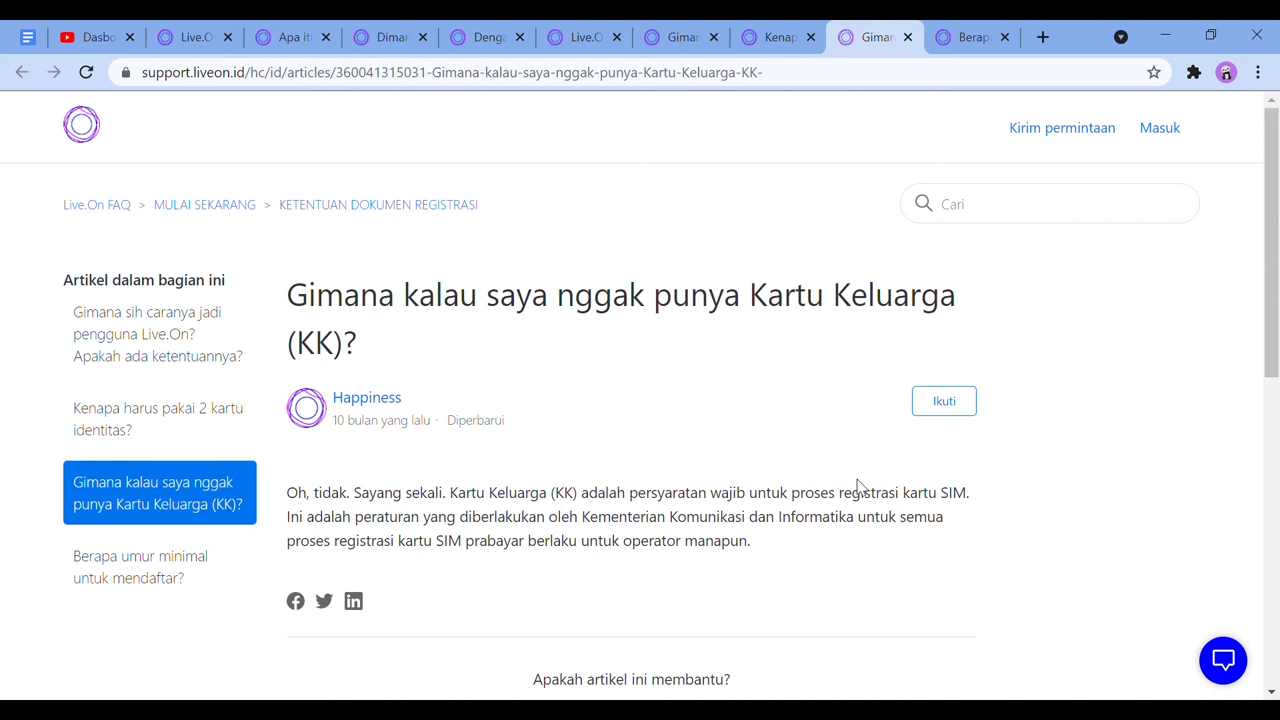 Dasbo
Live.O
Apa it
Dimar
Denga
Live.O
Giman
Kenap
Giman
Berap
support.liveon.id/hc/id/articles/360041315031-Gimana-kalau-saya-nggak-punya-Kartu-Keluarga-KK-
Kirim permintaan
Masuk
Live.On FAQ > MULAI SEKARANG > KETENTUAN DOKUMEN REGISTRASI
Cari
Artikel dalam bagian ini
Gimana sih caranya jadi
pengguna Live.On?
Apakah ada ketentuannya?
Kenapa harus pakai 2 kartu
identitas?
Gimana kalau saya nggak
punya Kartu Keluarga (KK)?
Berapa umur minimal
untuk mendaftar?
Gimana kalau saya nggak punya Kartu Keluarga
(KK)?
Happiness
10 bulan yang lalu · Diperbarui
Ikuti
Oh, tidak. Sayang sekali. Kartu Keluarga (KK) adalah persyaratan wajib untuk proses registrasi kartu SIM.
Ini adalah peraturan yang diberlakukan oleh Kementerian Komunikasi dan Informatika untuk semua
proses registrasi kartu SIM prabayar berlaku untuk operator manapun.
Apakah artikel ini membantu?